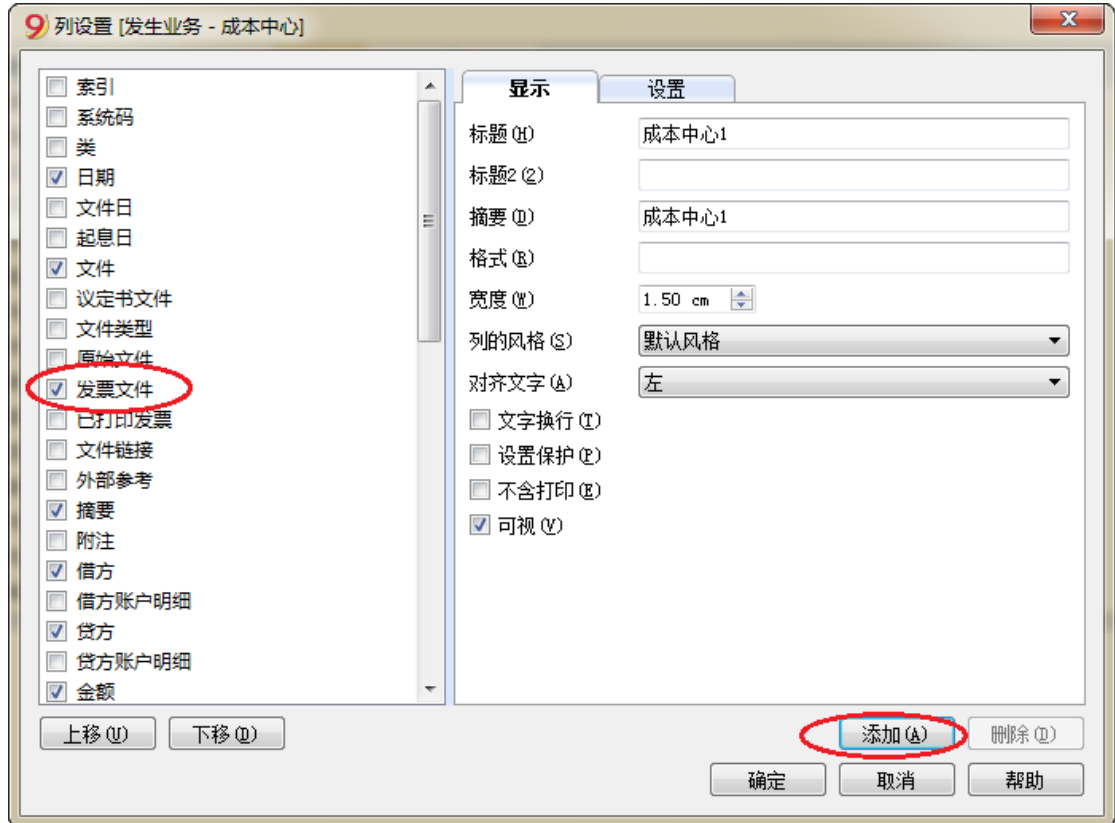 9 列设置 [发生业务 - 成本中心]
索引
系统码
类
日期
文件日
起息日
文件
议定书文件
文件类型
原始文件
发票文件
已打印发票
文件链接
外部参考
摘要
附注
借方
借方账户明细
贷方
贷方账户明细
金额
上移(U) 下移(D)
显示 设置
标题(H) 成本中心1
标题2(2)
摘要(D) 成本中心1
格式(R)
宽度(W) 1.50 cm
列的风格(S) 默认风格
对齐文字(A) 左
文字换行(T)
设置保护(P)
不含打印(E)
可视(V)
添加(A) 删除(D)
确定 取消 帮助